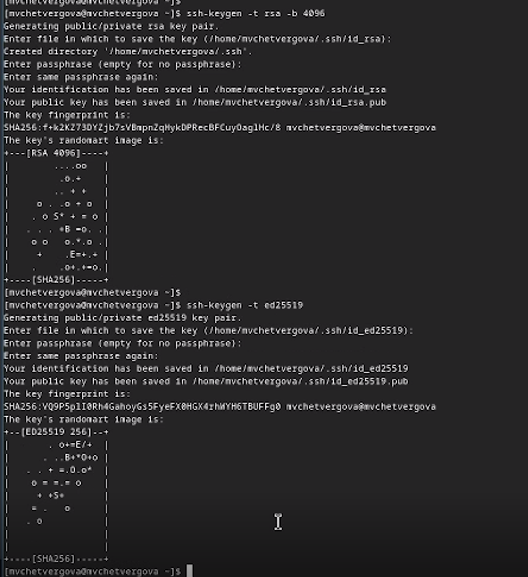 [mvchetvergova@mvchetvergova ~]$
[mvchetvergova@mvchetvergova ~]$ ssh-keygen -t rsa -b 4096
Generating public/private rsa key pair.
Enter file in which to save the key (/home/mvchetvergova/.ssh/id_rsa):
Created directory '/home/mvchetvergova/.ssh'.
Enter passphrase (empty for no passphrase):
Enter same passphrase again:
Your identification has been saved in /home/mvchetvergova/.ssh/id_rsa
Your public key has been saved in /home/mvchetvergova/.ssh/id_rsa.pub
The key fingerprint is:
SHA256:f+k2KZ73DYZjb7sVBmpnZqHykDPRecBFCuyOaglHc/8 mvchetvergova@mvchetvergova
The key's randomart image is:
+---[RSA 4096]----+
|        ....oo   |
|         .o.+    |
|        .. + +   |
|     o . .o + o  |
|    . o S* + = o |
|   . . . +B =o. .|
|    o o   o.*.o .|
|     +    .E=+.+ |
|    .    .o+.+=o.|
+----[SHA256]-----+
[mvchetvergova@mvchetvergova ~]$
[mvchetvergova@mvchetvergova ~]$ ssh-keygen -t ed25519
Generating public/private ed25519 key pair.
Enter file in which to save the key (/home/mvchetvergova/.ssh/id_ed25519):
Enter passphrase (empty for no passphrase):
Enter same passphrase again:
Your identification has been saved in /home/mvchetvergova/.ssh/id_ed25519
Your public key has been saved in /home/mvchetvergova/.ssh/id_ed25519.pub
The key fingerprint is:
SHA256:VQ9P5plI0Rh4GahoyGs5FyeFX0HGX4rhWYH6TBUFFg0 mvchetvergova@mvchetvergova
The key's randomart image is:
+--[ED25519 256]--+
|       . o+=E/+  |
|      . ..B+*O+o |
|   . . + =.O.o*  |
|    o = =.= o    |
|     + +S+       |
|    = .   o      |
|   . o           |
|                 |
|                 |
+----[SHA256]-----+
[mvchetvergova@mvchetvergova ~]$